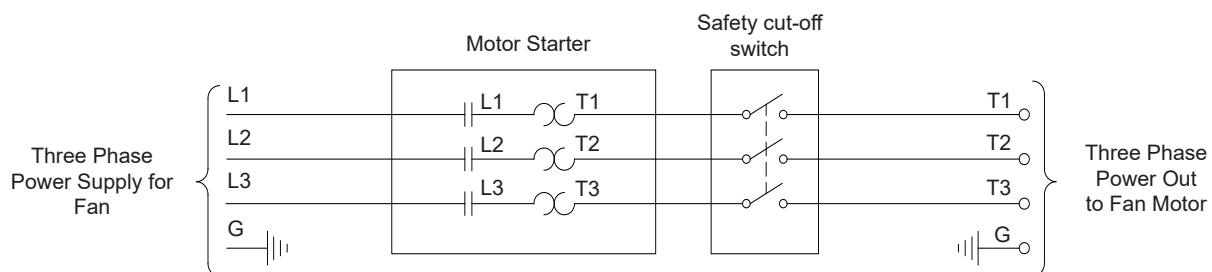 Safety cut-off
switch
Motor Starter
L1
L1
T1
T1
L2
L2
T2
T2
L3
L3
T3
T3
G
G
Three Phase
Power Supply for
Fan
Three Phase
Power Out
to Fan Motor